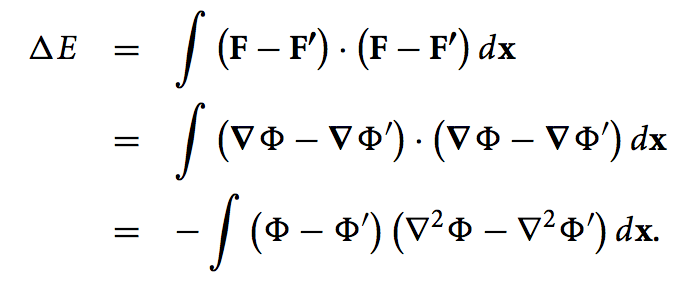 ΔE = ∫ (F − F′) · (F − F′) dx
= ∫ (∇Φ − ∇Φ′) · (∇Φ − ∇Φ′) dx
= − ∫ (Φ − Φ′) (∇²Φ − ∇²Φ′) dx.